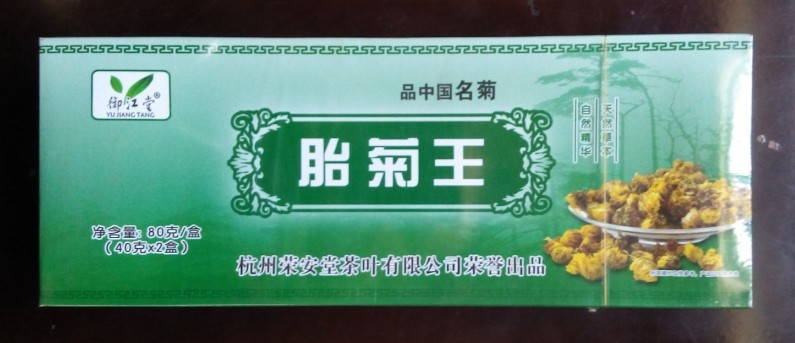 御江堂®
YU JIANG TANG
品中国名菊
天然草本
自然精华
胎菊王
净含量: 80克/盒
(40克x2盒)
杭州荣安堂茶叶有限公司荣誉出品